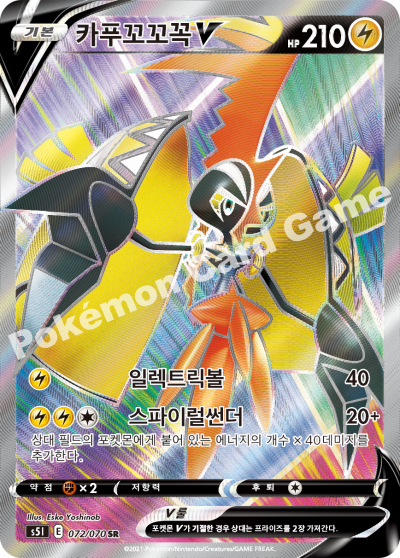 기본 카푸꼬꼬꼭 V HP 210
Pokémon Card Game
일렉트릭볼 40
스파이럴썬더 20+
상대 필드의 포켓몬에게 붙어 있는 에너지의 개수 × 40데미지를
추가한다.
약점 ×2 저항력 후퇴
Illus. Eske Yoshinob
s5I E 072/070 SR
V룰
포켓몬 V가 기절한 경우 상대는 프라이즈를 2장 가져간다.
©2021 Pokémon/Nintendo/Creatures/GAME FREAK.